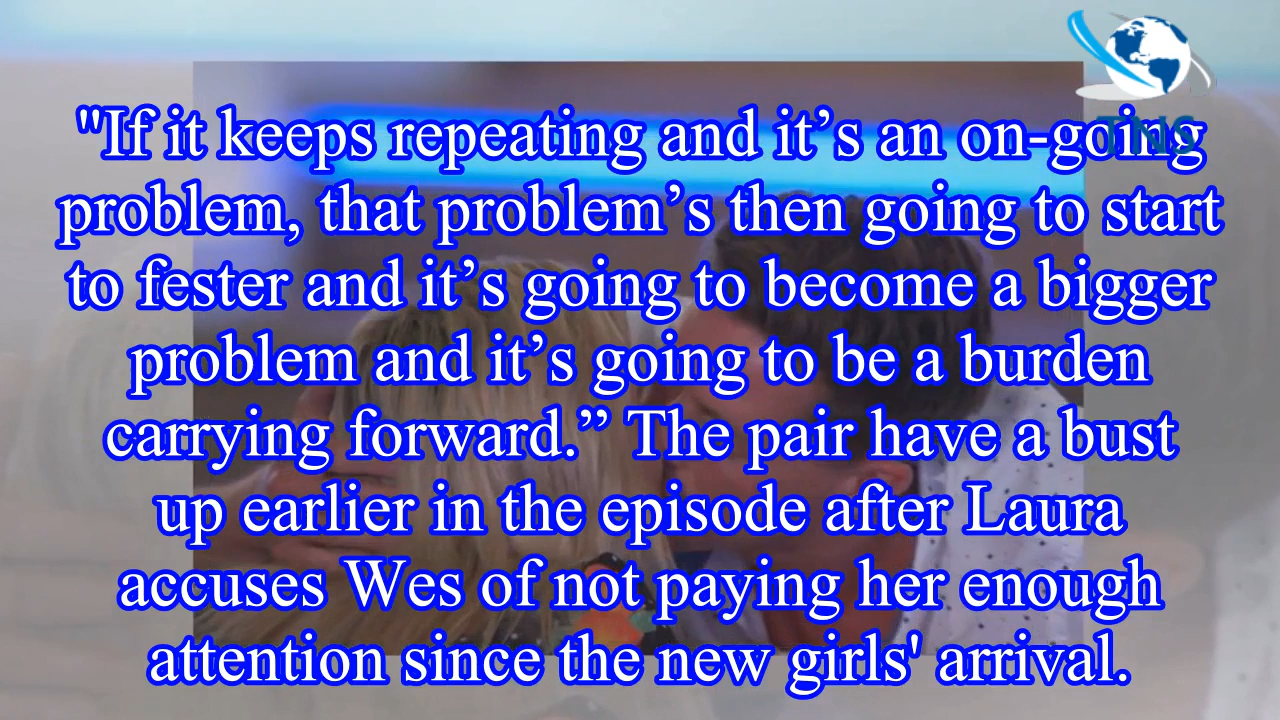 TNS
"If it keeps repeating and it’s an on-going
problem, that problem’s then going to start
to fester and it’s going to become a bigger
problem and it’s going to be a burden
carrying forward.” The pair have a bust
up earlier in the episode after Laura
accuses Wes of not paying her enough
attention since the new girls' arrival.